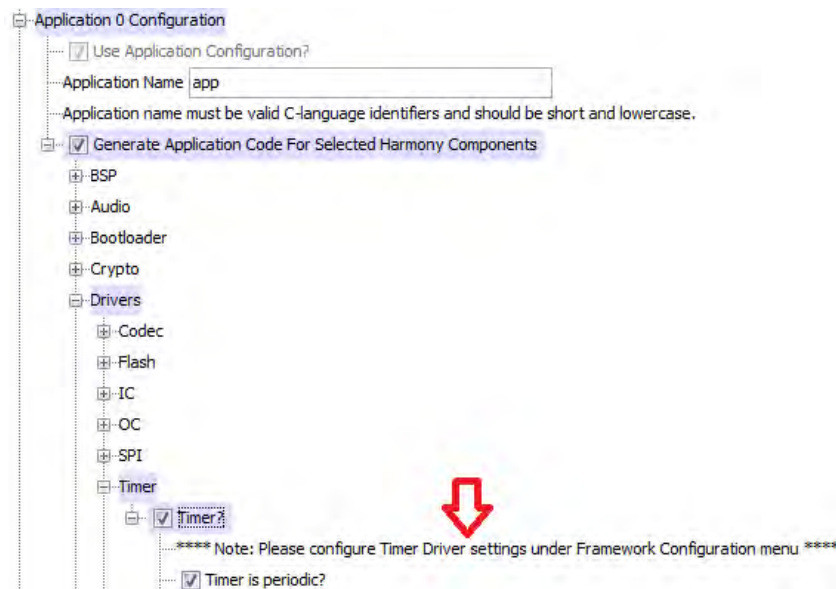 Application 0 Configuration
Use Application Configuration?
Application Name app
Application name must be valid C-language identifiers and should be short and lowercase.
Generate Application Code For Selected Harmony Components
BSP
Audio
Bootloader
Crypto
Drivers
Codec
Flash
IC
OC
SPI
Timer
Timer?
**** Note: Please configure Timer Driver settings under Framework Configuration menu ****
Timer is periodic?